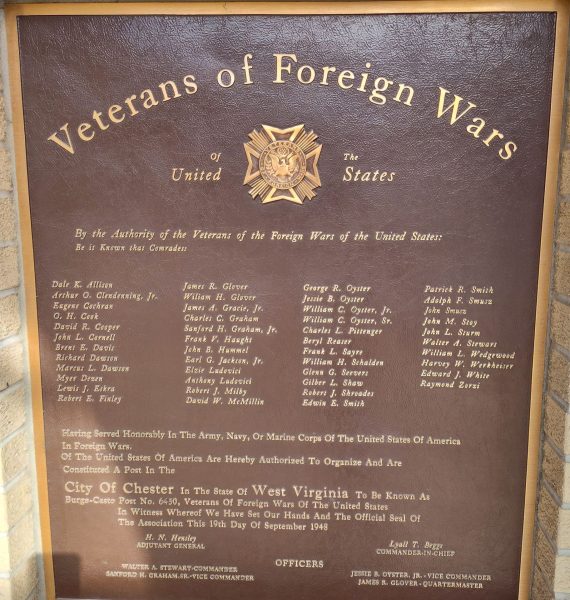 Veterans of Foreign Wars
Of The
United States
By the Authority of the Veterans of the Foreign Wars of the United States:
Be is Known that Comrades:
Dale K. Allison
Arthur O. Clendenning, Jr.
Eugene Cochran
O. H. Cook
David R. Cooper
John L. Cornell
Brent E. Davis
Richard Dawson
Marcus L. Dawson
Myer Dreen
Lewis J. Eskra
Robert E. Finley
James R. Glover
William H. Glover
James A. Gracie, Jr.
Charles C. Graham
Sanford H. Graham, Jr.
Frank V. Haught
John B. Hummel
Earl G. Jackson, Jr.
Elvie Ludovici
Anthony Ludovici
Robert J. Milby
David W. McMillin
George R. Oyster
Jessie B. Oyster
William C. Oyster, Jr.
William C. Oyster, Sr.
Charles L. Pittenger
Beryl Reater
Frank L. Sayre
William H. Schalden
Glenn G. Seevers
Gilber L. Shaw
Robert J. Shroades
Edwin E. Smith
Patrick R. Smith
Adolph F. Smusz
John Smusz
John M. Stoy
John L. Sturm
Walter A. Stewart
William L. Wedgewood
Harvey W. Werkheiser
Edward J. White
Raymond Zorzi
Having Served Honorably In The Army, Navy, Or Marine Corps Of The United States Of America
In Foreign Wars.
Of The United States Of America Are Hereby Authorized To Organize And Are
Constituted A Post In The
City Of Chester In The State Of West Virginia To Be Known As
Burge-Casto Post No. 6450, Veterans Of Foreign Wars Of The United States
In Witness Whereof We Have Set Our Hands And The Official Seal Of
The Association This 19th Day Of September 1948
H. N. Hensley
ADJUTANT GENERAL
Lyall T. Beggs
COMMANDER-IN-CHIEF
OFFICERS
WALTER A. STEWART-COMMANDER
SANFORD H. GRAHAM, SR.-VICE COMMANDER
JESSIE B. OYSTER, JR.-VICE COMMANDER
JAMES R. GLOVER-QUARTERMASTER